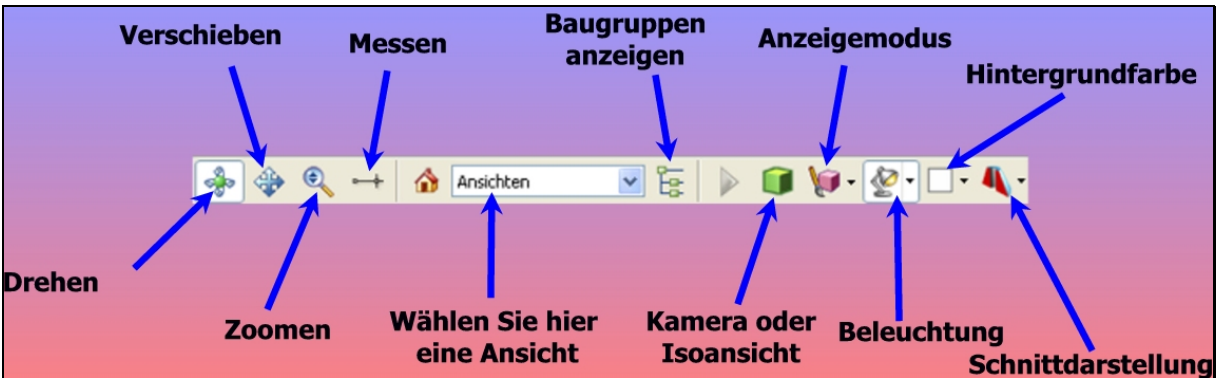 Verschieben
Messen
Baugruppen
anzeigen
Anzeigemodus
Hintergrundfarbe
Ansichten
Drehen
Zoomen
Wählen Sie hier
eine Ansicht
Kamera oder
Isoansicht
Beleuchtung
Schnittdarstellung